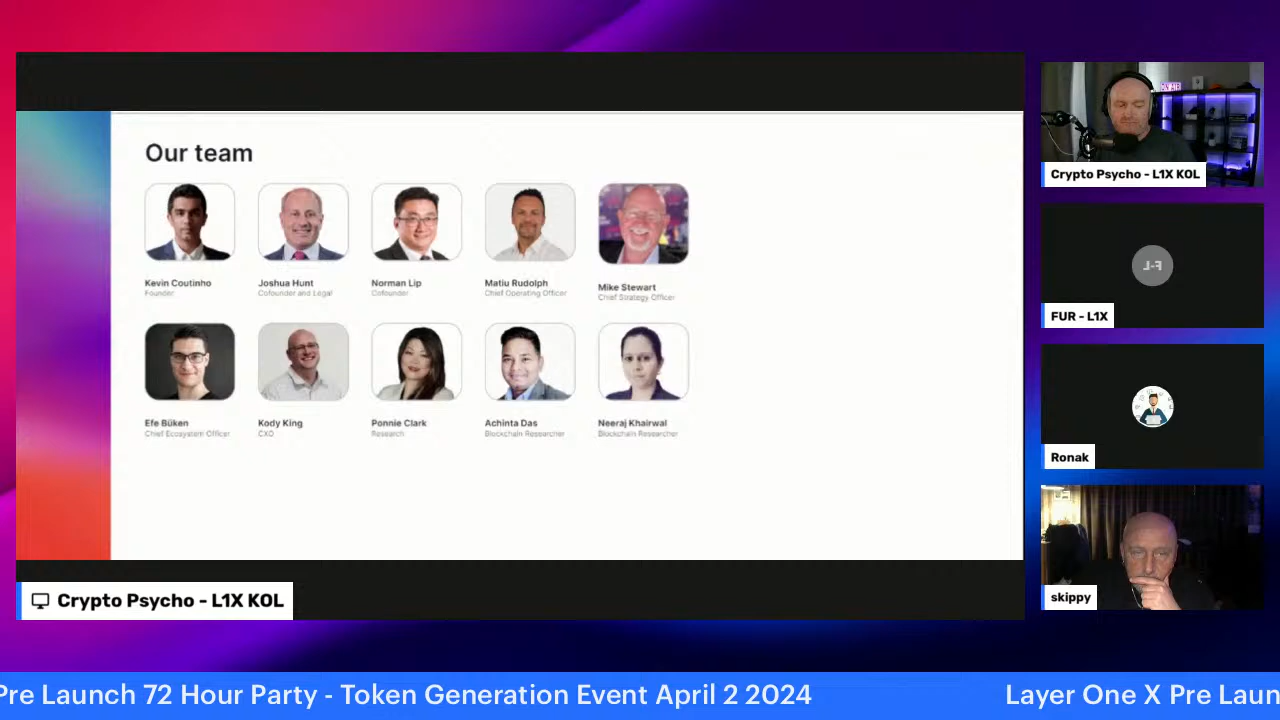 Our team
Kevin Coutinho
Founder
Joshua Hunt
Cofounder and Legal
Norman Lip
Cofounder
Matiu Rudolph
Chief Operating Officer
Mike Stewart
Chief Strategy Officer
Efe Büken
Chief Ecosystem Officer
Kody King
CXO
Ponnie Clark
Research
Achinta Das
Blockchain Researcher
Neeraj Khairwal
Blockchain Researcher
Crypto Psycho - L1X KOL
ON AIR
Crypto Psycho - L1X KOL
F-L
FUR - L1X
Ronak
skippy
Pre Launch 72 Hour Party - Token Generation Event April 2 2024 Layer One X Pre Laun